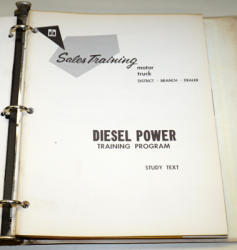 Sales Training
motor
truck
DISTRICT - BRANCH - DEALER
DIESEL POWER
TRAINING PROGRAM
STUDY TEXT